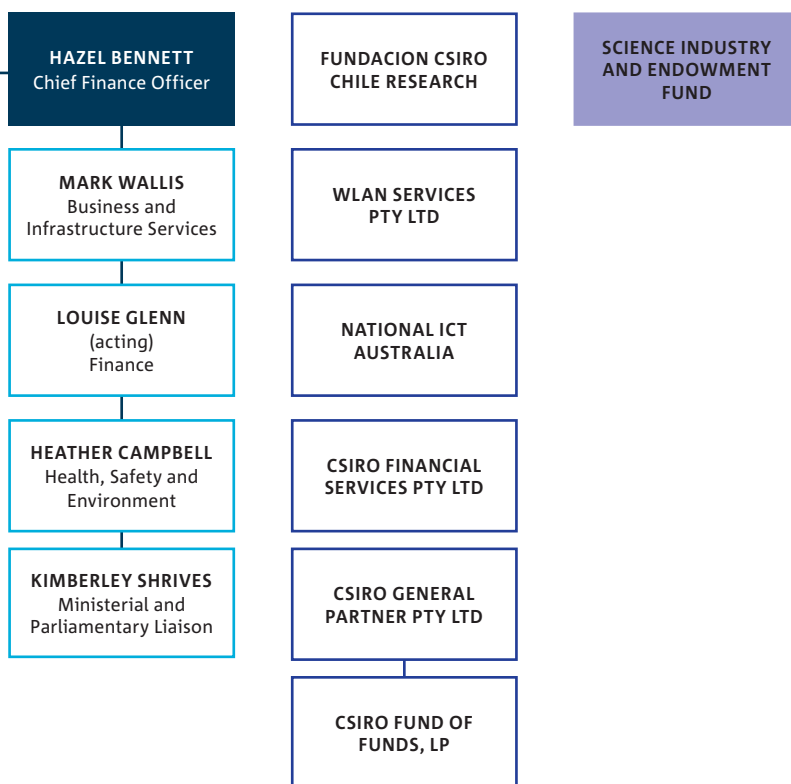 HAZEL BENNETT
Chief Finance Officer
MARK WALLIS
Business and
Infrastructure Services
LOUISE GLENN
(acting)
Finance
HEATHER CAMPBELL
Health, Safety and
Environment
KIMBERLEY SHRIVES
Ministerial and
Parliamentary Liaison
FUNDACION CSIRO
CHILE RESEARCH
WLAN SERVICES
PTY LTD
NATIONAL ICT
AUSTRALIA
CSIRO FINANCIAL
SERVICES PTY LTD
CSIRO GENERAL
PARTNER PTY LTD
CSIRO FUND OF
FUNDS, LP
SCIENCE INDUSTRY
AND ENDOWMENT
FUND